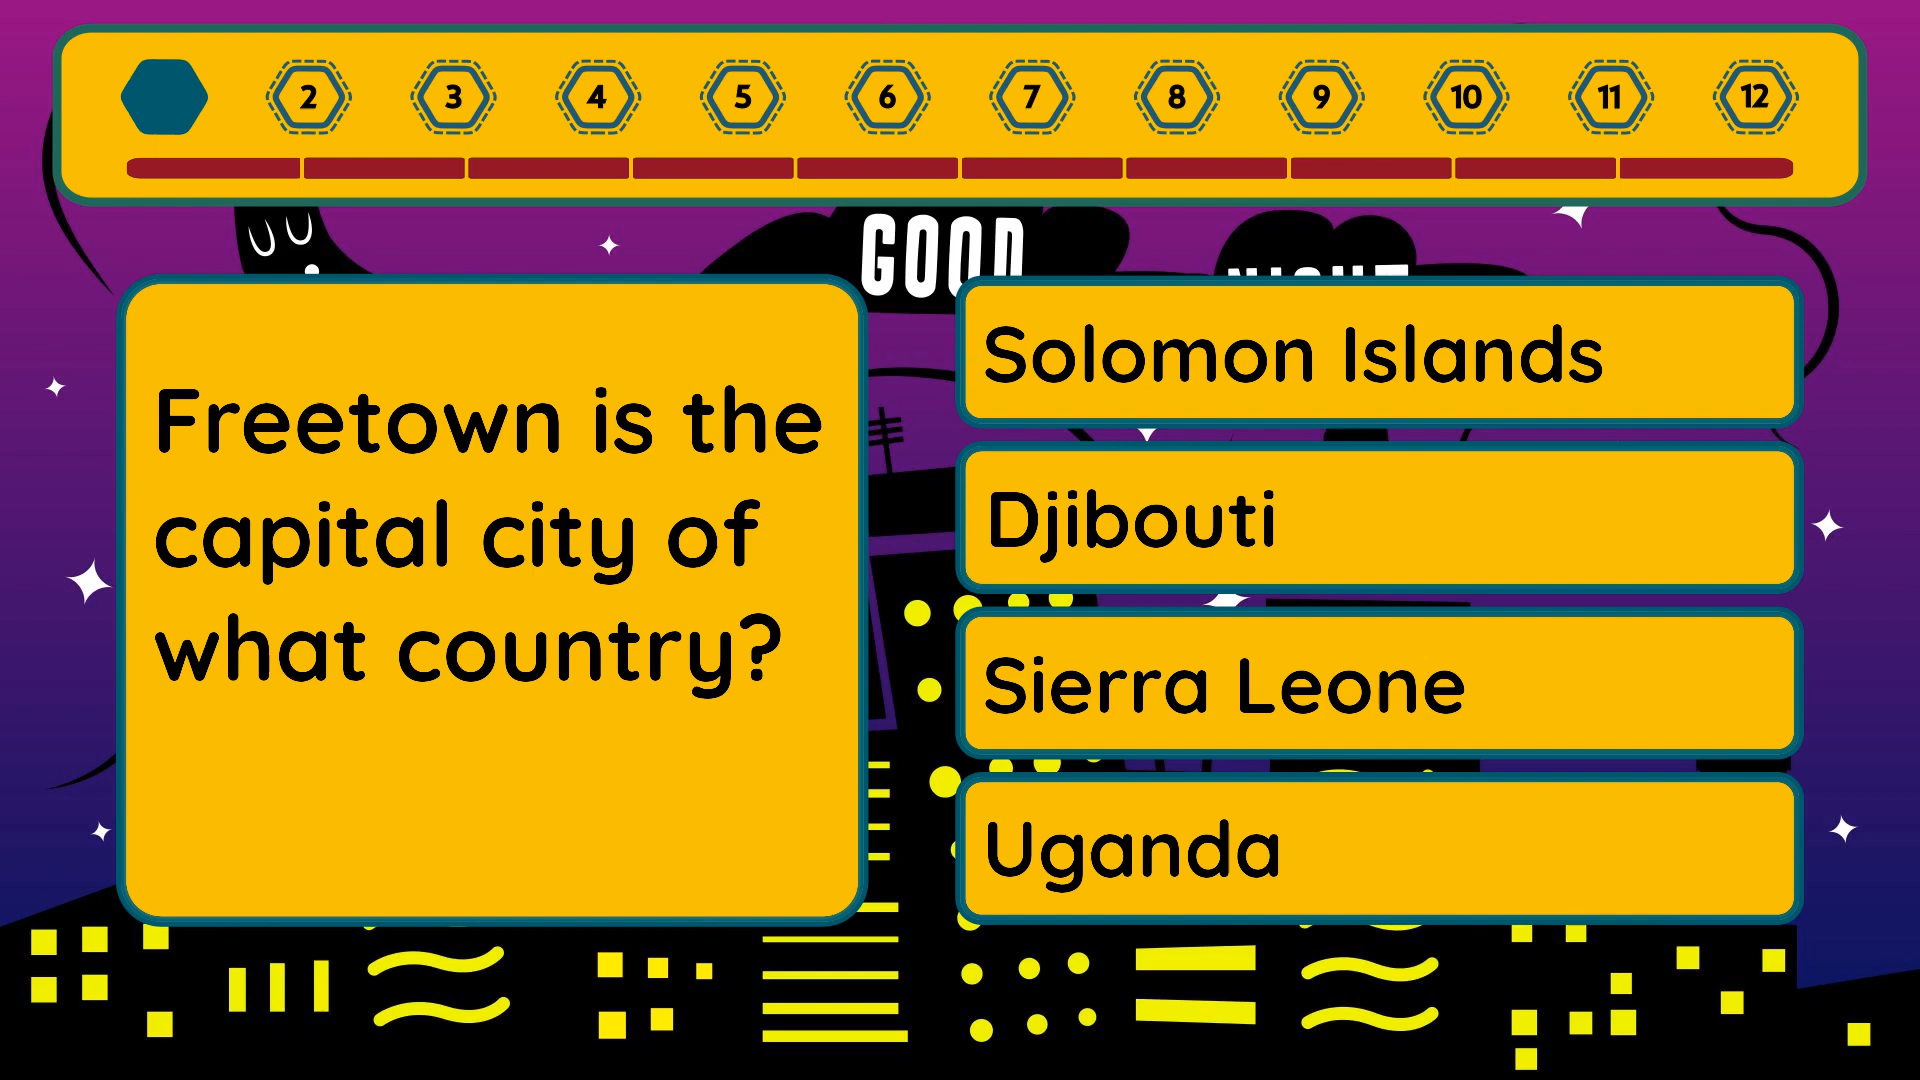 2 3 4 5 6 7 8 9 10 11 12
GOOD
Freetown is the
capital city of
what country?
Solomon Islands
Djibouti
Sierra Leone
Uganda